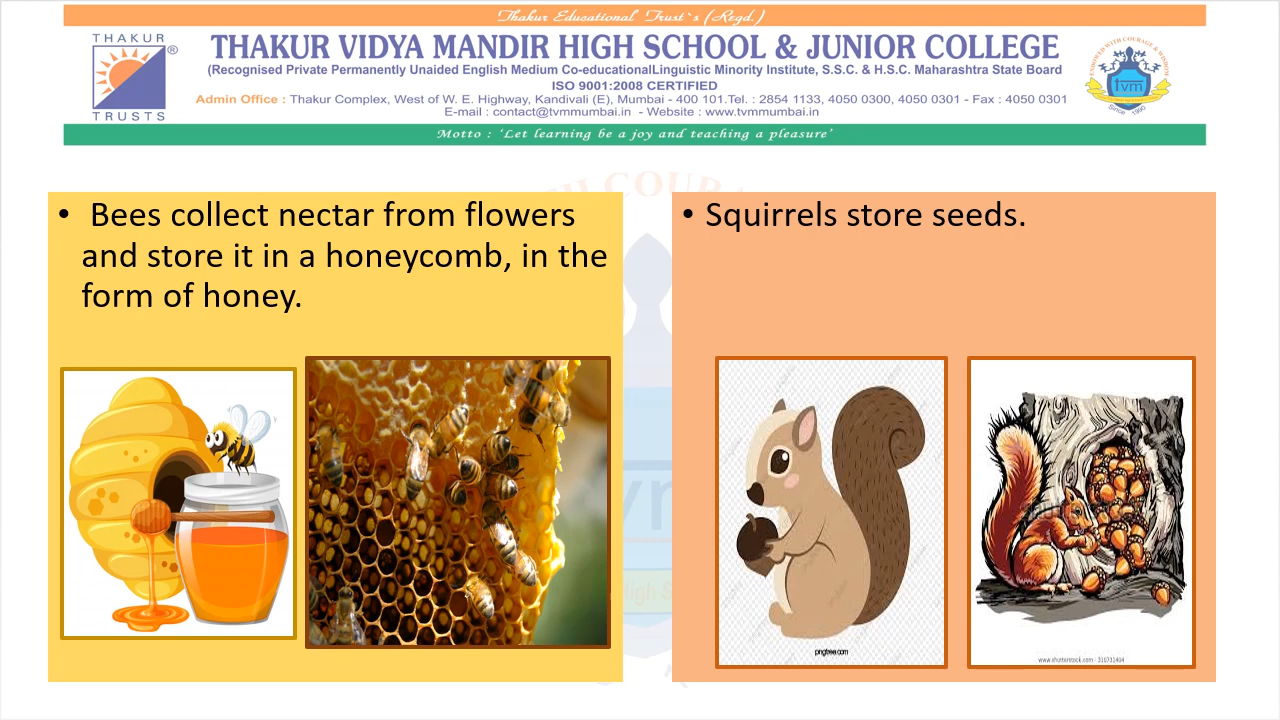 Thakur Educational Trust`s (Regd.)
THAKUR
®
TRUSTS
THAKUR VIDYA MANDIR HIGH SCHOOL & JUNIOR COLLEGE
(Recognised Private Permanently Unaided English Medium Co-educationalLinguistic Minority Institute, S.S.C. & H.S.C. Maharashtra State Board
ISO 9001:2008 CERTIFIED
Admin Office : Thakur Complex, West of W. E. Highway, Kandivali (E), Mumbai - 400 101.Tel. : 2854 1133, 4050 0300, 4050 0301 - Fax : 4050 0301
E-mail : contact@tvmmumbai.in - Website : www.tvmmumbai.in
tvm
Since 1990
Motto : ‘Let learning be a joy and teaching a pleasure’
• Bees collect nectar from flowers
and store it in a honeycomb, in the
form of honey.
• Squirrels store seeds.
pngtree.com
www.shutterstock.com